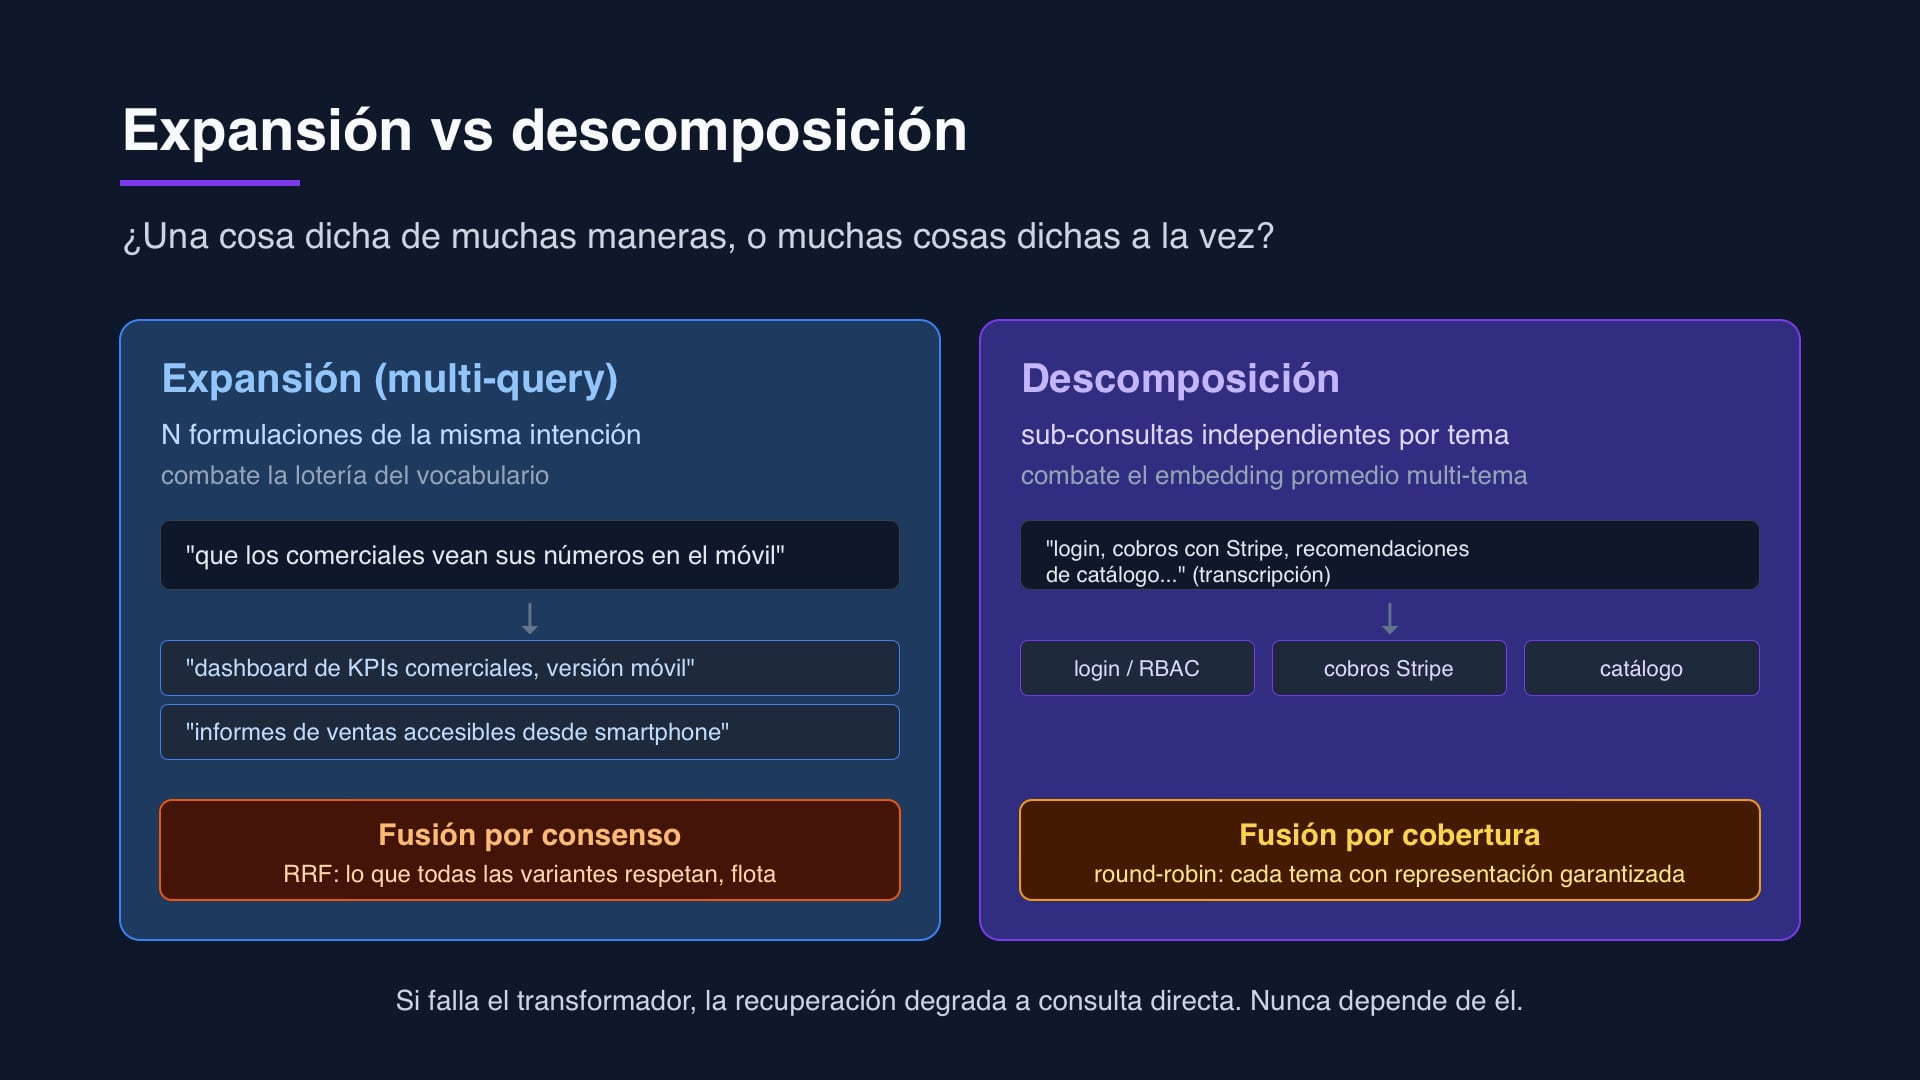 Expansión vs descomposición
¿Una cosa dicha de muchas maneras, o muchas cosas dichas a la vez?
Expansión (multi-query)
N formulaciones de la misma intención
combate la lotería del vocabulario
"que los comerciales vean sus números en el móvil"
"dashboard de KPIs comerciales, versión móvil"
"informes de ventas accesibles desde smartphone"
Fusión por consenso
RRF: lo que todas las variantes respetan, flota
Descomposición
sub-consultas independientes por tema
combate el embedding promedio multi-tema
"login, cobros con Stripe, recomendaciones
de catálogo..." (transcripción)
login / RBAC
cobros Stripe
catálogo
Fusión por cobertura
round-robin: cada tema con representación garantizada
Si falla el transformador, la recuperación degrada a consulta directa. Nunca depende de él.